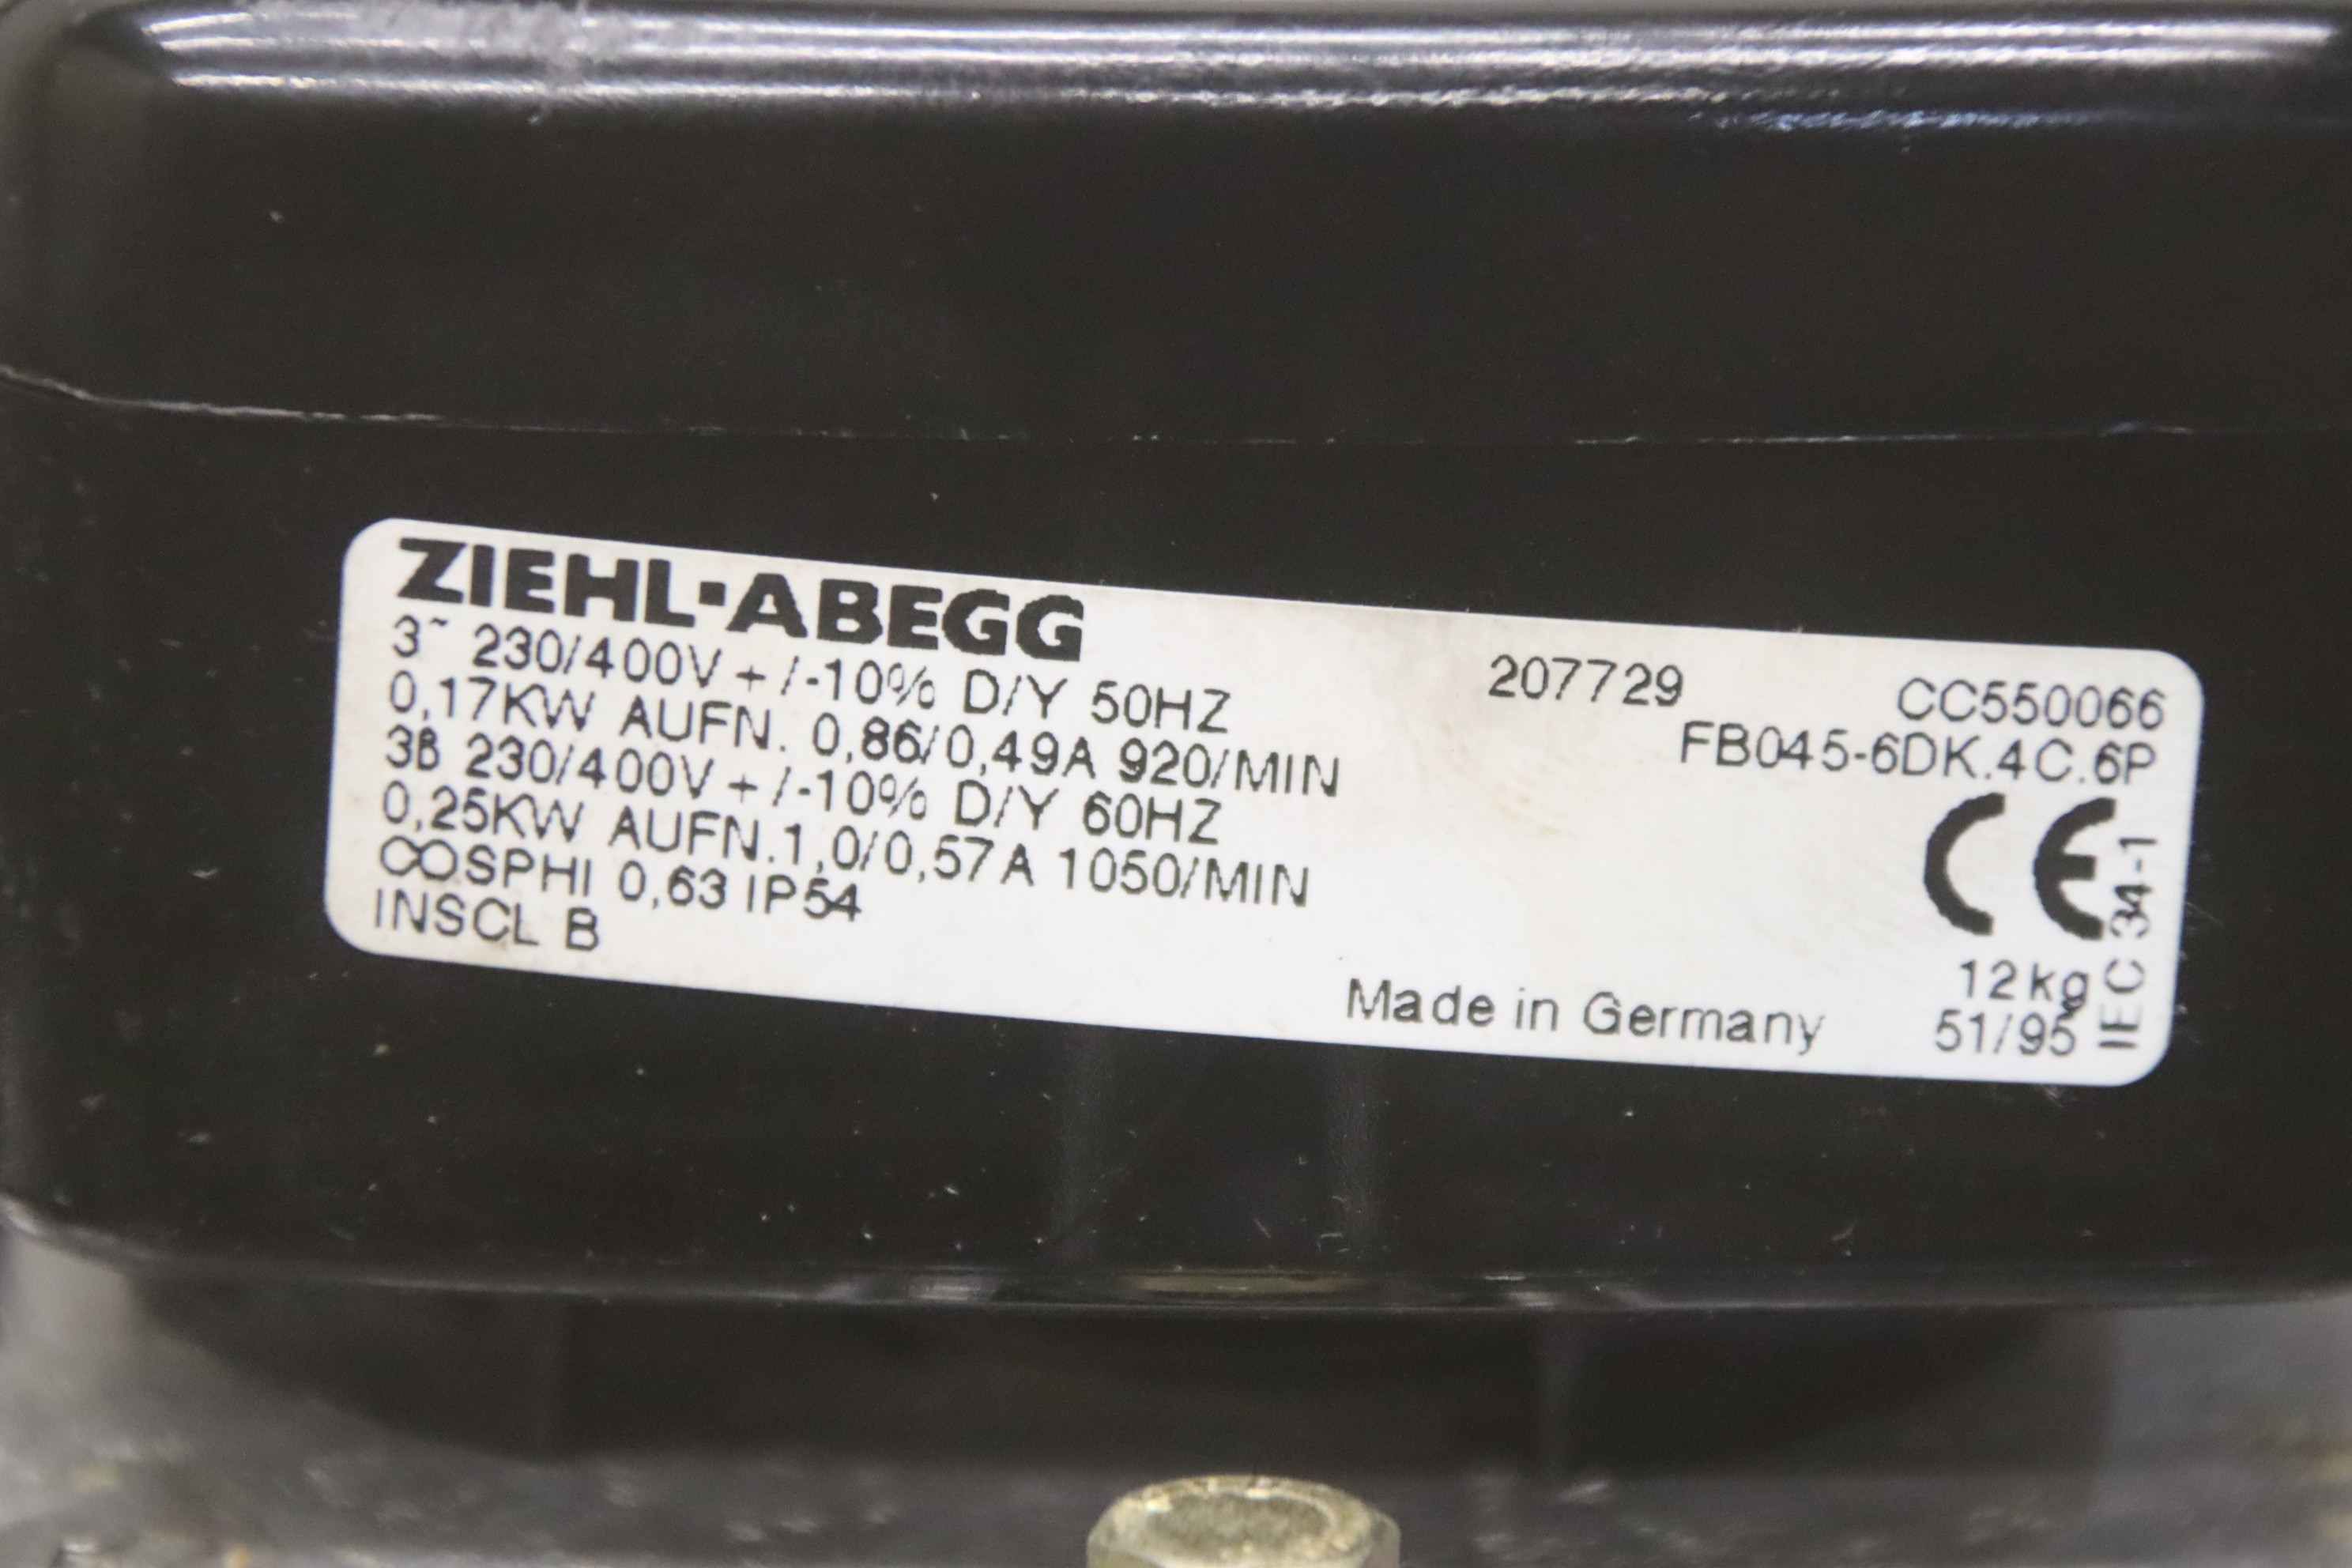 ZIEHL-ABEGG
3~ 230/400V +/-10% D/Y 50HZ 207729 CC550066
0,17KW AUFN. 0,86/0,49A 920/MIN FB045-6DK.4C.6P
3ß 230/400V +/-10% D/Y 60HZ
0,25KW AUFN.1,0/0,57A 1050/MIN
COSPHI 0,63 IP54
INSCL B
CE
IEC 34-1
12kg
Made in Germany 51/95